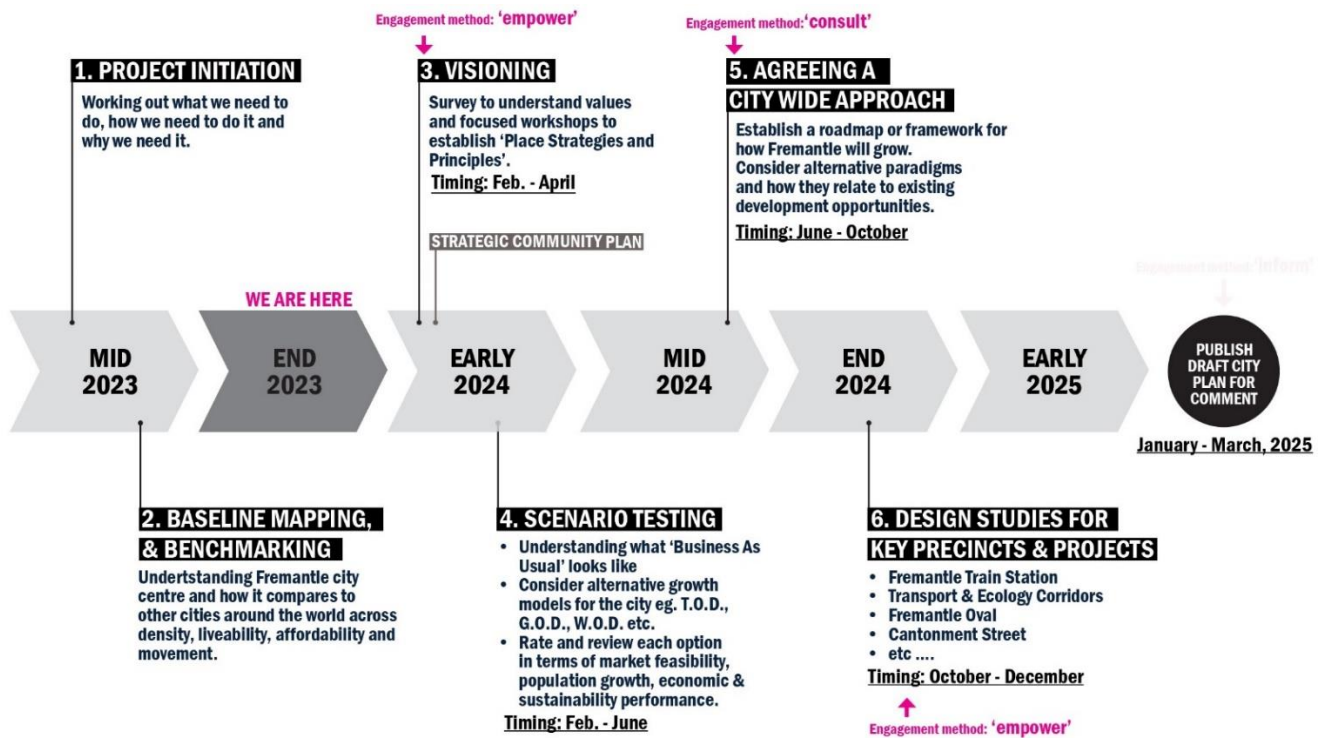 Engagement method: 'empower'
Engagement method:'consult'
1. PROJECT INITIATION
Working out what we need to
do, how we need to do it and
why we need it.
3. VISIONING
Survey to understand values
and focused workshops to
establish 'Place Strategies and
Principles'.
Timing: Feb. - April
STRATEGIC COMMUNITY PLAN
5. AGREEING A
CITY WIDE APPROACH
Establish a roadmap or framework for
how Fremantle will grow.
Consider alternative paradigms
and how they relate to existing
development opportunities.
Timing: June - October
Engagement method: 'inform'
WE ARE HERE
MID
2023
END
2023
EARLY
2024
MID
2024
END
2024
EARLY
2025
PUBLISH
DRAFT CITY
PLAN FOR
COMMENT
January - March, 2025
2. BASELINE MAPPING,
& BENCHMARKING
Undertstanding Fremantle city
centre and how it compares to
other cities around the world across
density, liveability, affordability and
movement.
4. SCENARIO TESTING
• Understanding what 'Business As
Usual' looks like
• Consider alternative growth
models for the city eg. T.O.D.,
G.O.D., W.O.D. etc.
• Rate and review each option
in terms of market feasibility,
population growth, economic &
sustainability performance.
Timing: Feb. - June
6. DESIGN STUDIES FOR
KEY PRECINCTS & PROJECTS
• Fremantle Train Station
• Transport & Ecology Corridors
• Fremantle Oval
• Cantonment Street
• etc ....
Timing: October - December
Engagement method: 'empower'